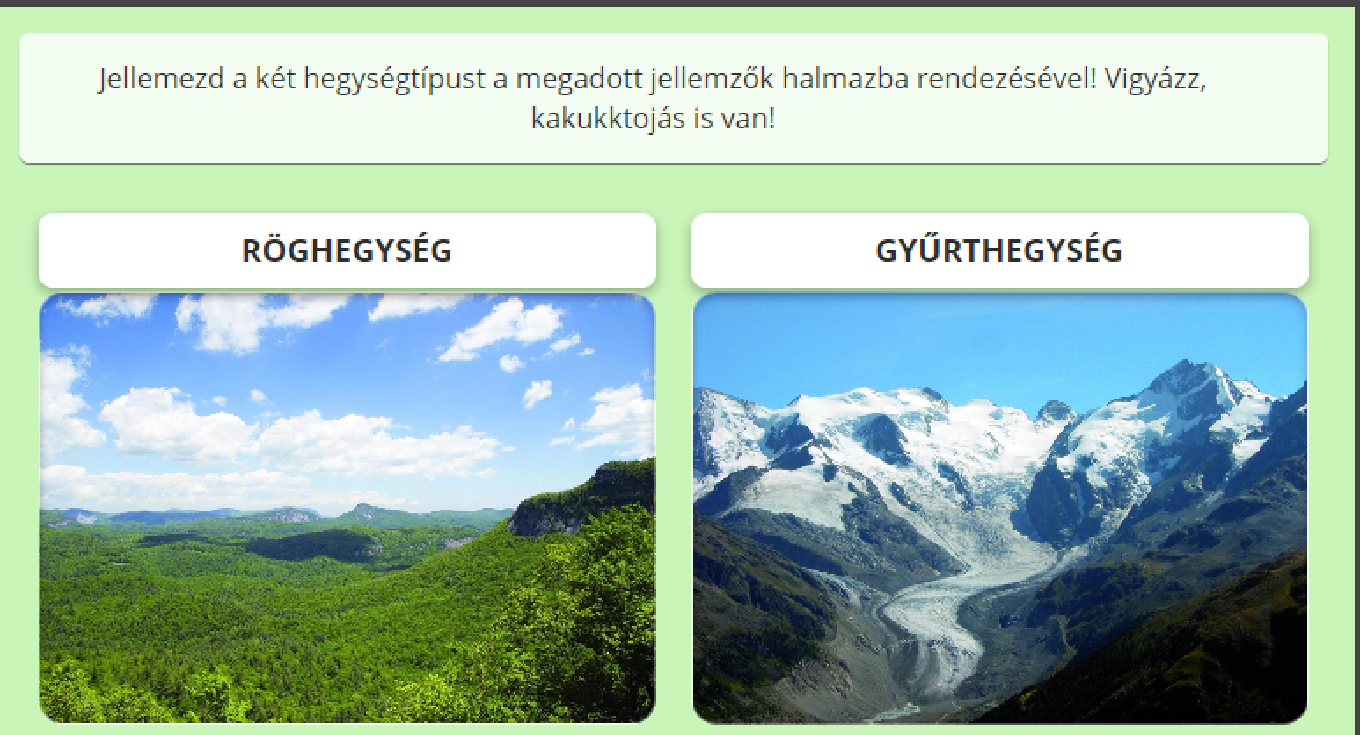 Jellemezd a két hegységtípust a megadott jellemzők halmazba rendezésével! Vigyázz,
kakukktojás is van!
RÖGHEGYSÉG
GYŰRTHEGYSÉG